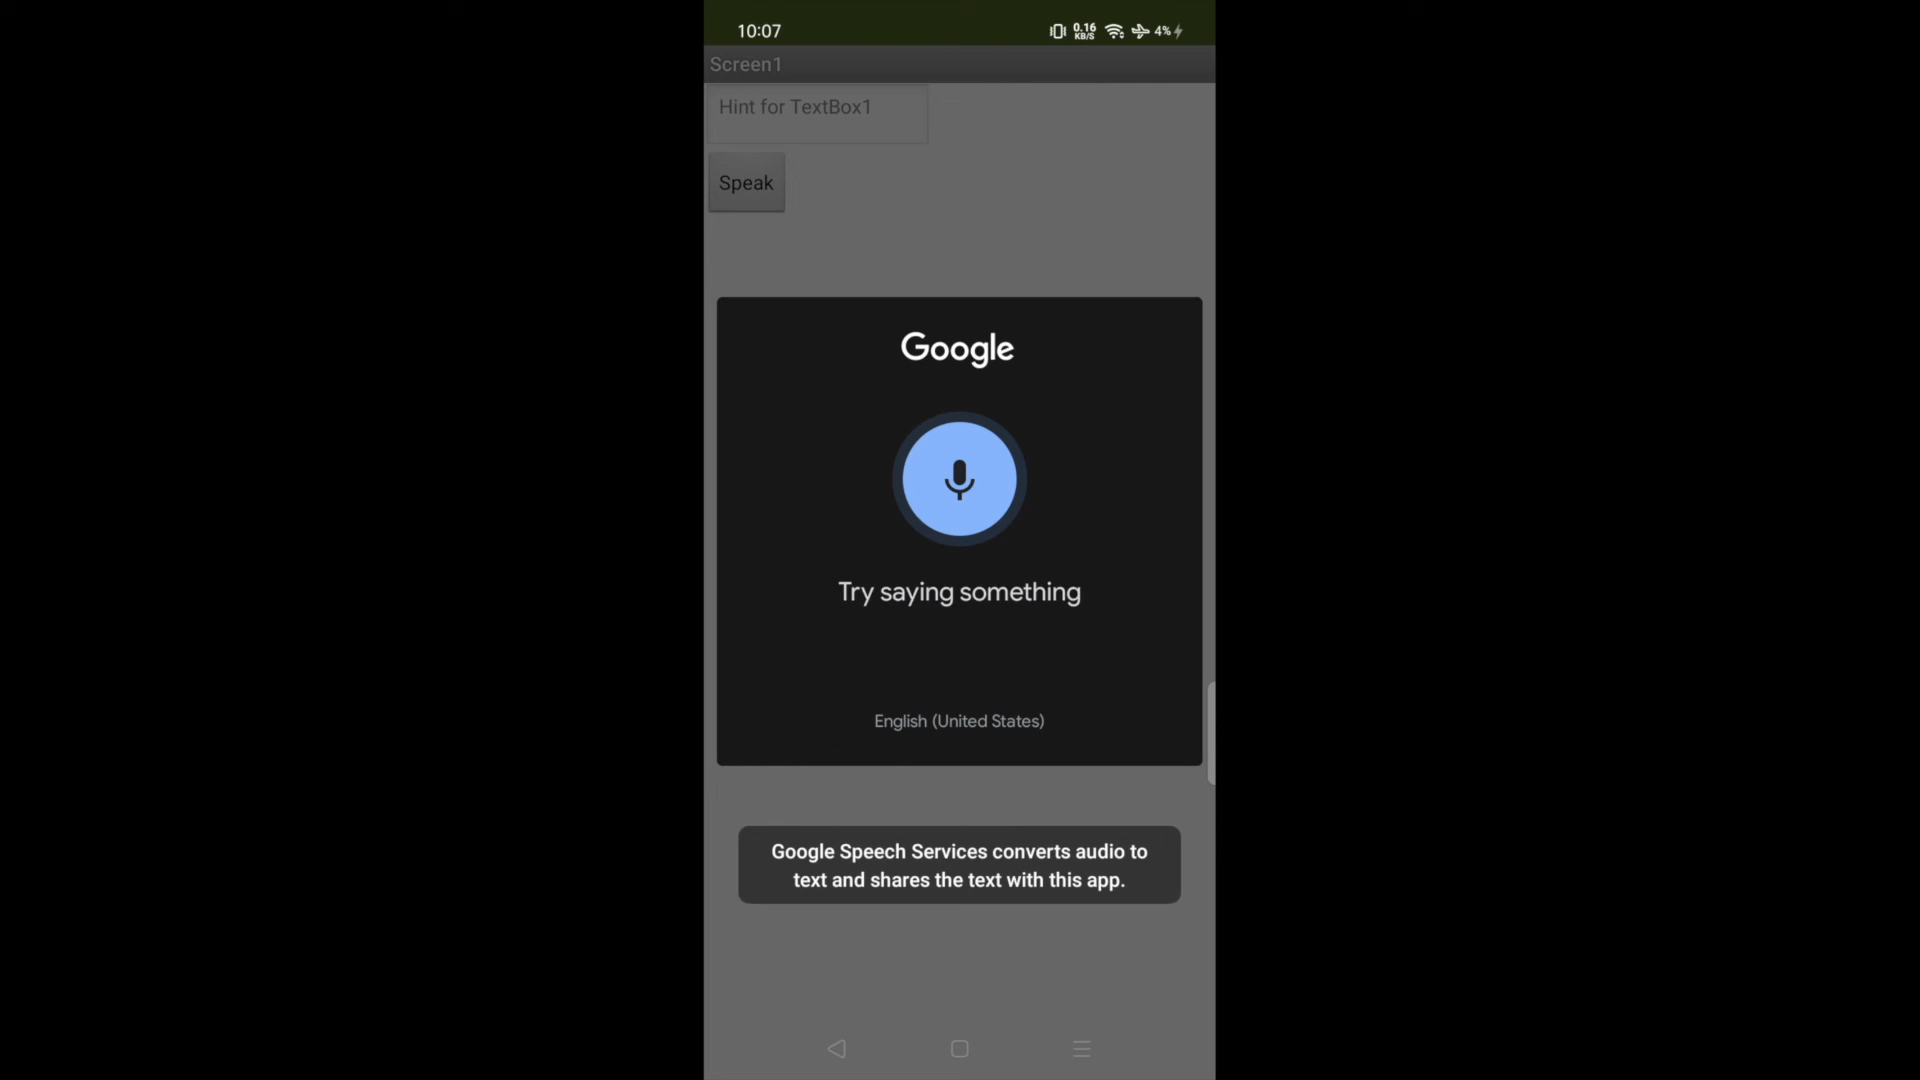 10:07
0.16
KB/S
4%
Screen1
Hint for TextBox1
Speak
Google
Try saying something
English (United States)
Google Speech Services converts audio to
text and shares the text with this app.